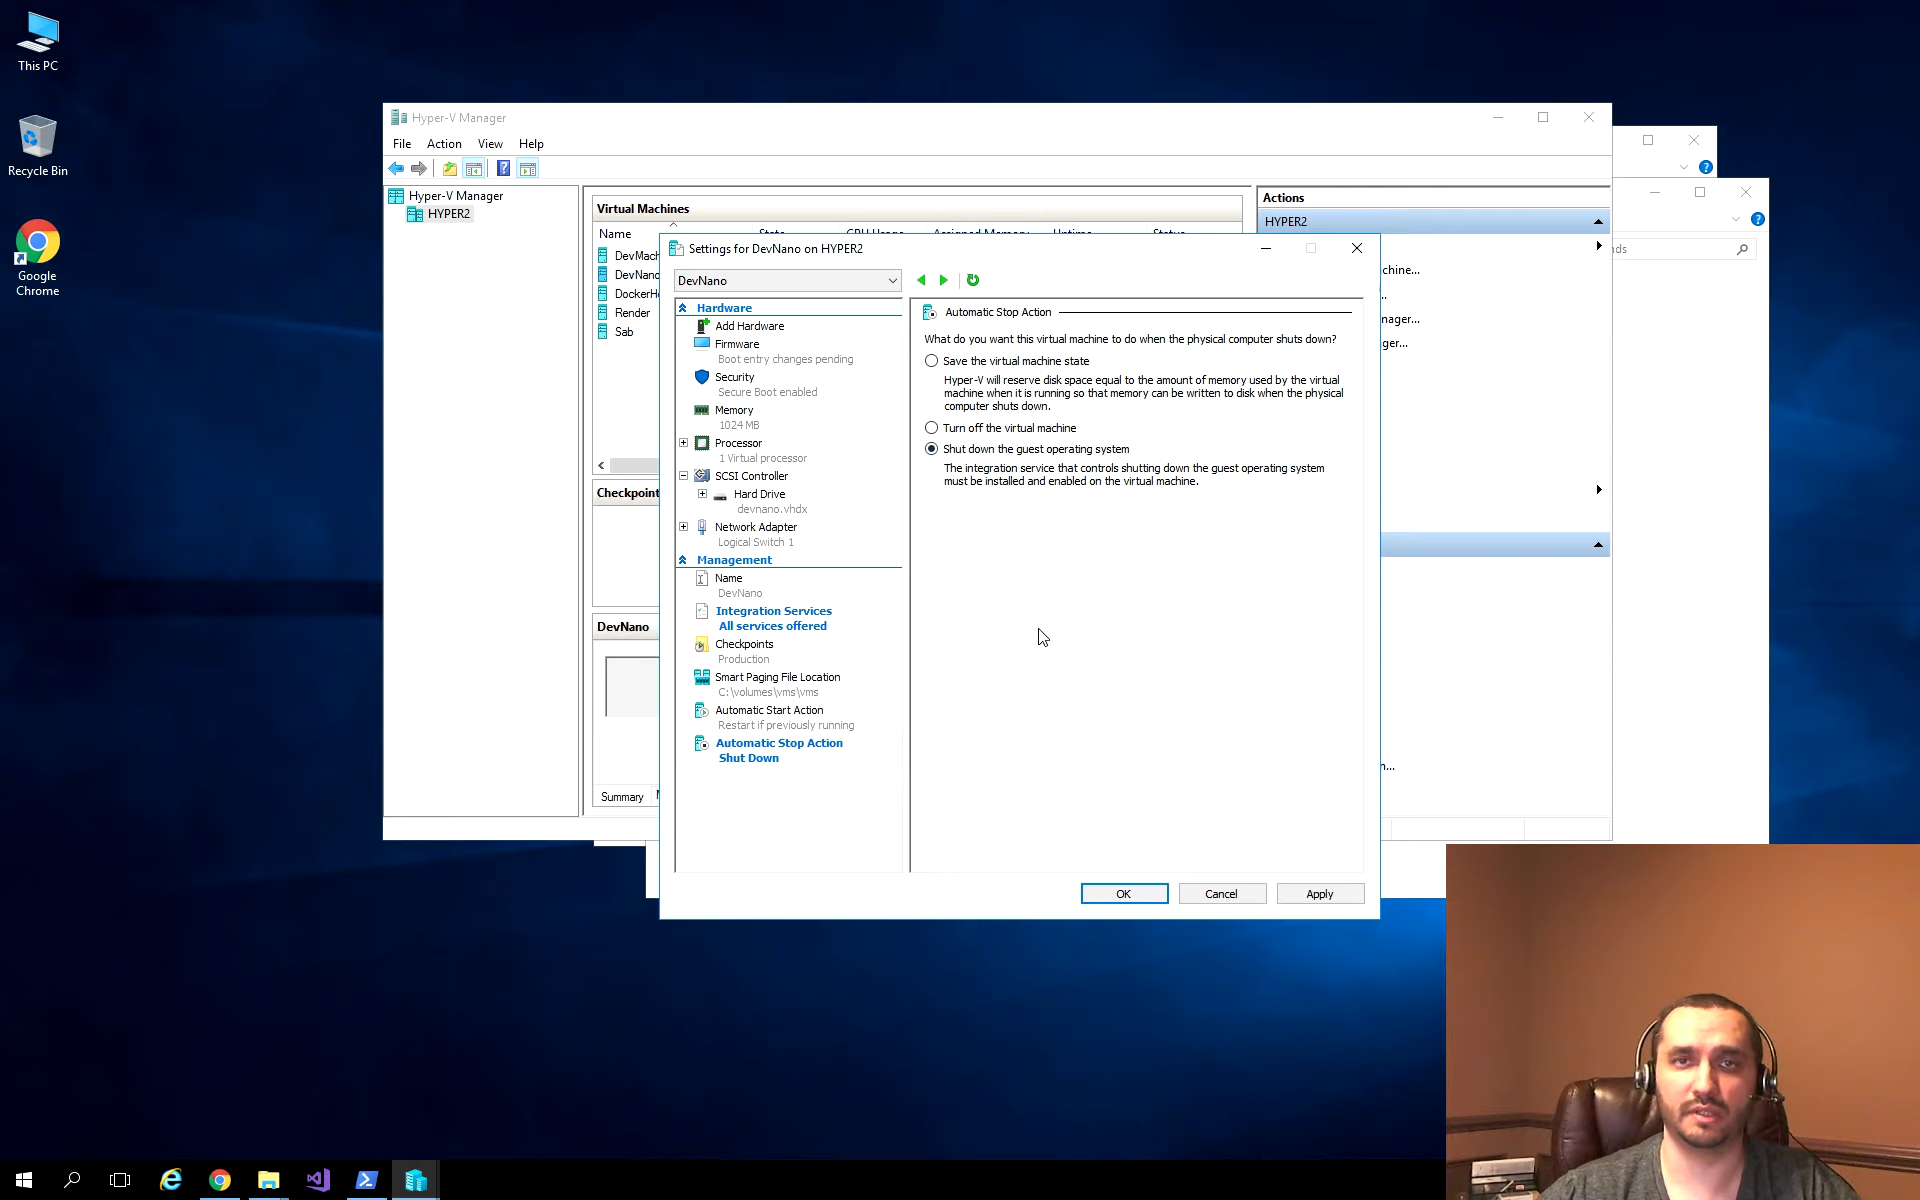 This PC
Recycle Bin
Google
Chrome
Hyper-V Manager
File Action View Help
Hyper-V Manager
HYPER2
Virtual Machines
Name State CPU Usage Assigned Memory Uptime Status
DevMach
DevNano
DockerHo
Render
Sab
Checkpoint
DevNano
Summary
Actions
HYPER2
chine...
nager...
ger...
n...
ds
Settings for DevNano on HYPER2
DevNano
Hardware
Add Hardware
Firmware
Boot entry changes pending
Security
Secure Boot enabled
Memory
1024 MB
Processor
1 Virtual processor
SCSI Controller
Hard Drive
devnano.vhdx
Network Adapter
Logical Switch 1
Management
Name
DevNano
Integration Services
All services offered
Checkpoints
Production
Smart Paging File Location
C:\volumes\vms\vms
Automatic Start Action
Restart if previously running
Automatic Stop Action
Shut Down
Automatic Stop Action
What do you want this virtual machine to do when the physical computer shuts down?
Save the virtual machine state
Hyper-V will reserve disk space equal to the amount of memory used by the virtual
machine when it is running so that memory can be written to disk when the physical
computer shuts down.
Turn off the virtual machine
Shut down the guest operating system
The integration service that controls shutting down the guest operating system
must be installed and enabled on the virtual machine.
OK Cancel Apply